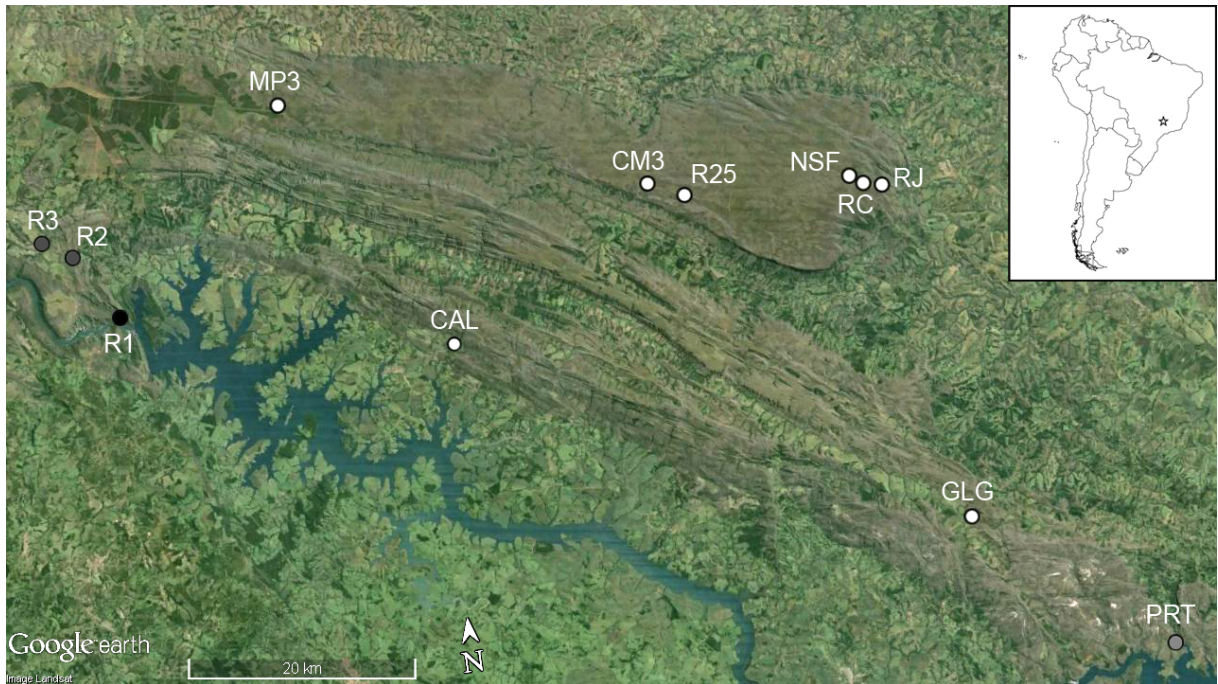 MP3
CM3
R25
NSF
RC
RJ
R3
R2
R1
CAL
GLG
PRT
Google earth
Image Landsat
20 km
N